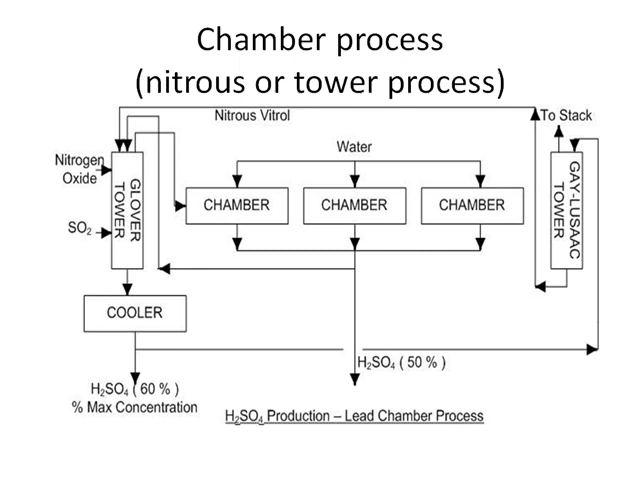 Chamber process
(nitrous or tower process)
Nitrous Vitrol
To Stack
Water
Nitrogen
Oxide
SO₂
GLOVER
TOWER
CHAMBER
CHAMBER
CHAMBER
GAY-LUSAAC
TOWER
COOLER
H₂SO₄ ( 50 % )
H₂SO₄ ( 60 % )
% Max Concentration
H₂SO₄ Production – Lead Chamber Process